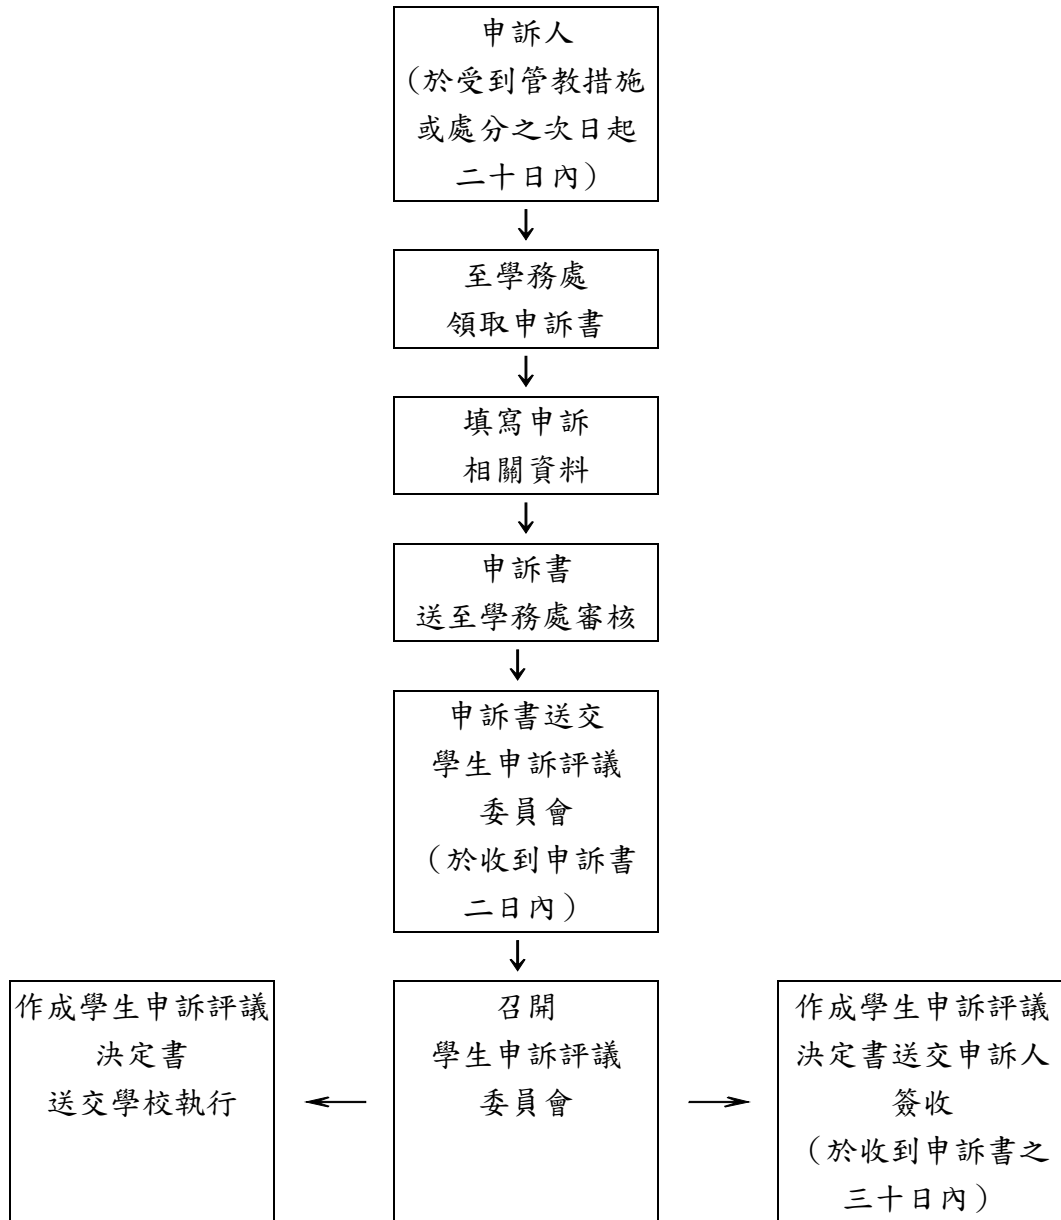 申訴人
（於受到管教措施
或處分之次日起
二十日內）
至學務處
領取申訴書
填寫申訴
相關資料
申訴書
送至學務處審核
申訴書送交
學生申訴評議
委員會
（於收到申訴書
二日內）
作成學生申訴評議
決定書
送交學校執行
召開
學生申訴評議
委員會
作成學生申訴評議
決定書送交申訴人
簽收
（於收到申訴書之
三十日內）